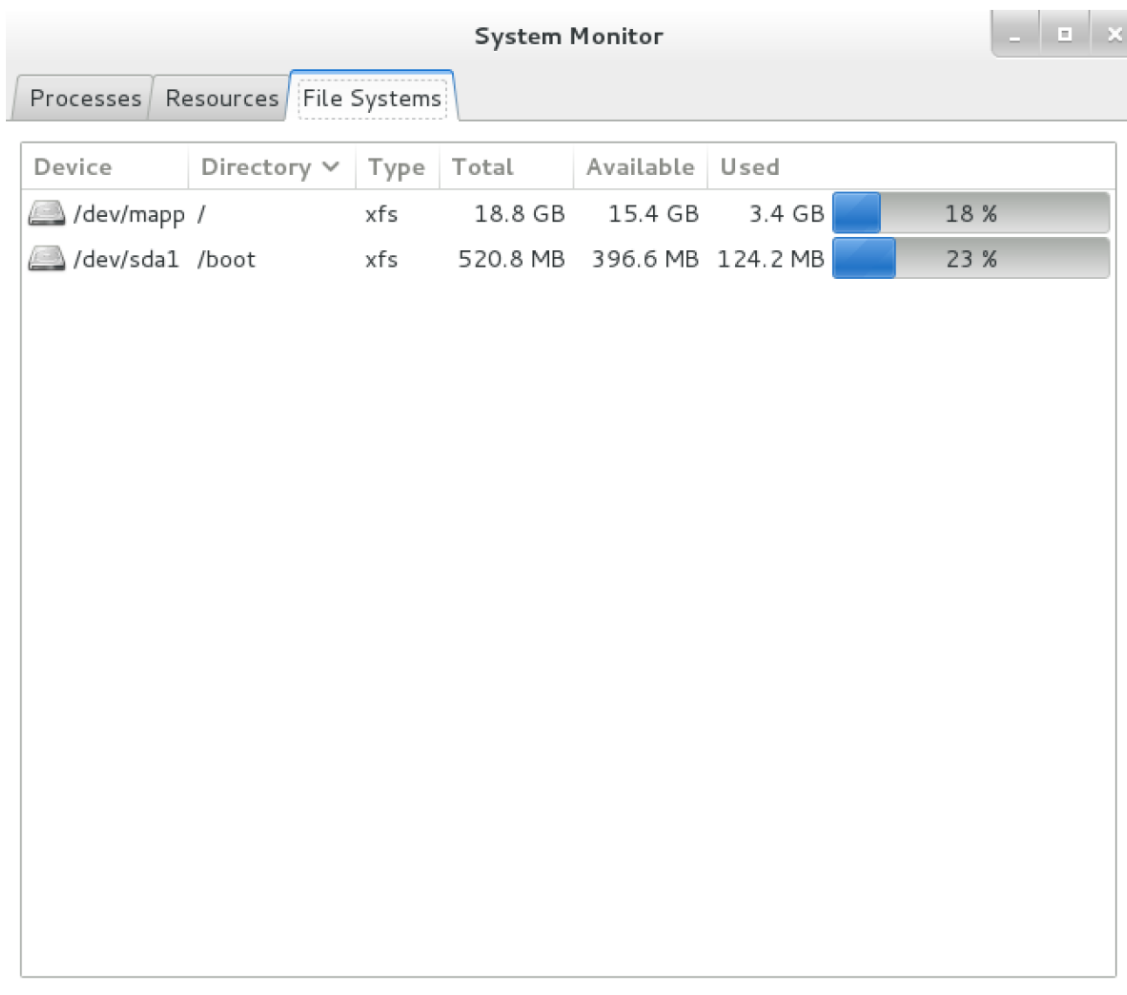 System Monitor
Processes Resources File Systems
Device Directory Type Total Available Used
/dev/mapp / xfs 18.8 GB 15.4 GB 3.4 GB 18 %
/dev/sda1 /boot xfs 520.8 MB 396.6 MB 124.2 MB 23 %